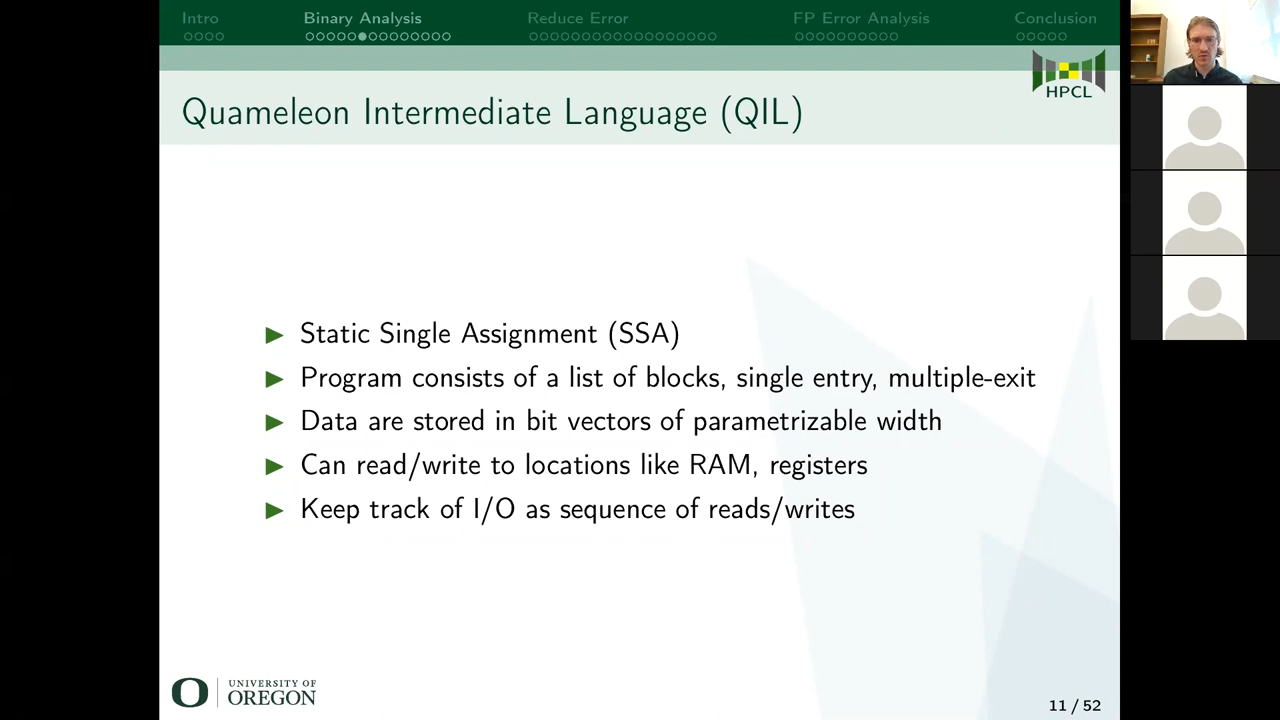 Intro Binary Analysis Reduce Error FP Error Analysis Conclusion
HPCL
Quameleon Intermediate Language (QIL)
Static Single Assignment (SSA)
Program consists of a list of blocks, single entry, multiple-exit
Data are stored in bit vectors of parametrizable width
Can read/write to locations like RAM, registers
Keep track of I/O as sequence of reads/writes
O UNIVERSITY OF
OREGON
11 / 52